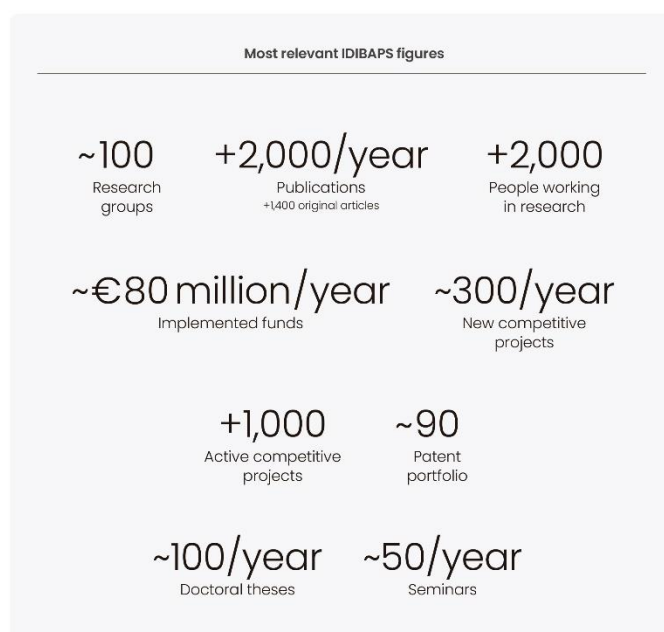 Most relevant IDIBAPS figures
~100
Research
groups
+2,000/year
Publications
+1,400 original articles
+2,000
People working
in research
~€80 million/year
Implemented funds
~300/year
New competitive
projects
+1,000
Active competitive
projects
~90
Patent
portfolio
~100/year
Doctoral theses
~50/year
Seminars